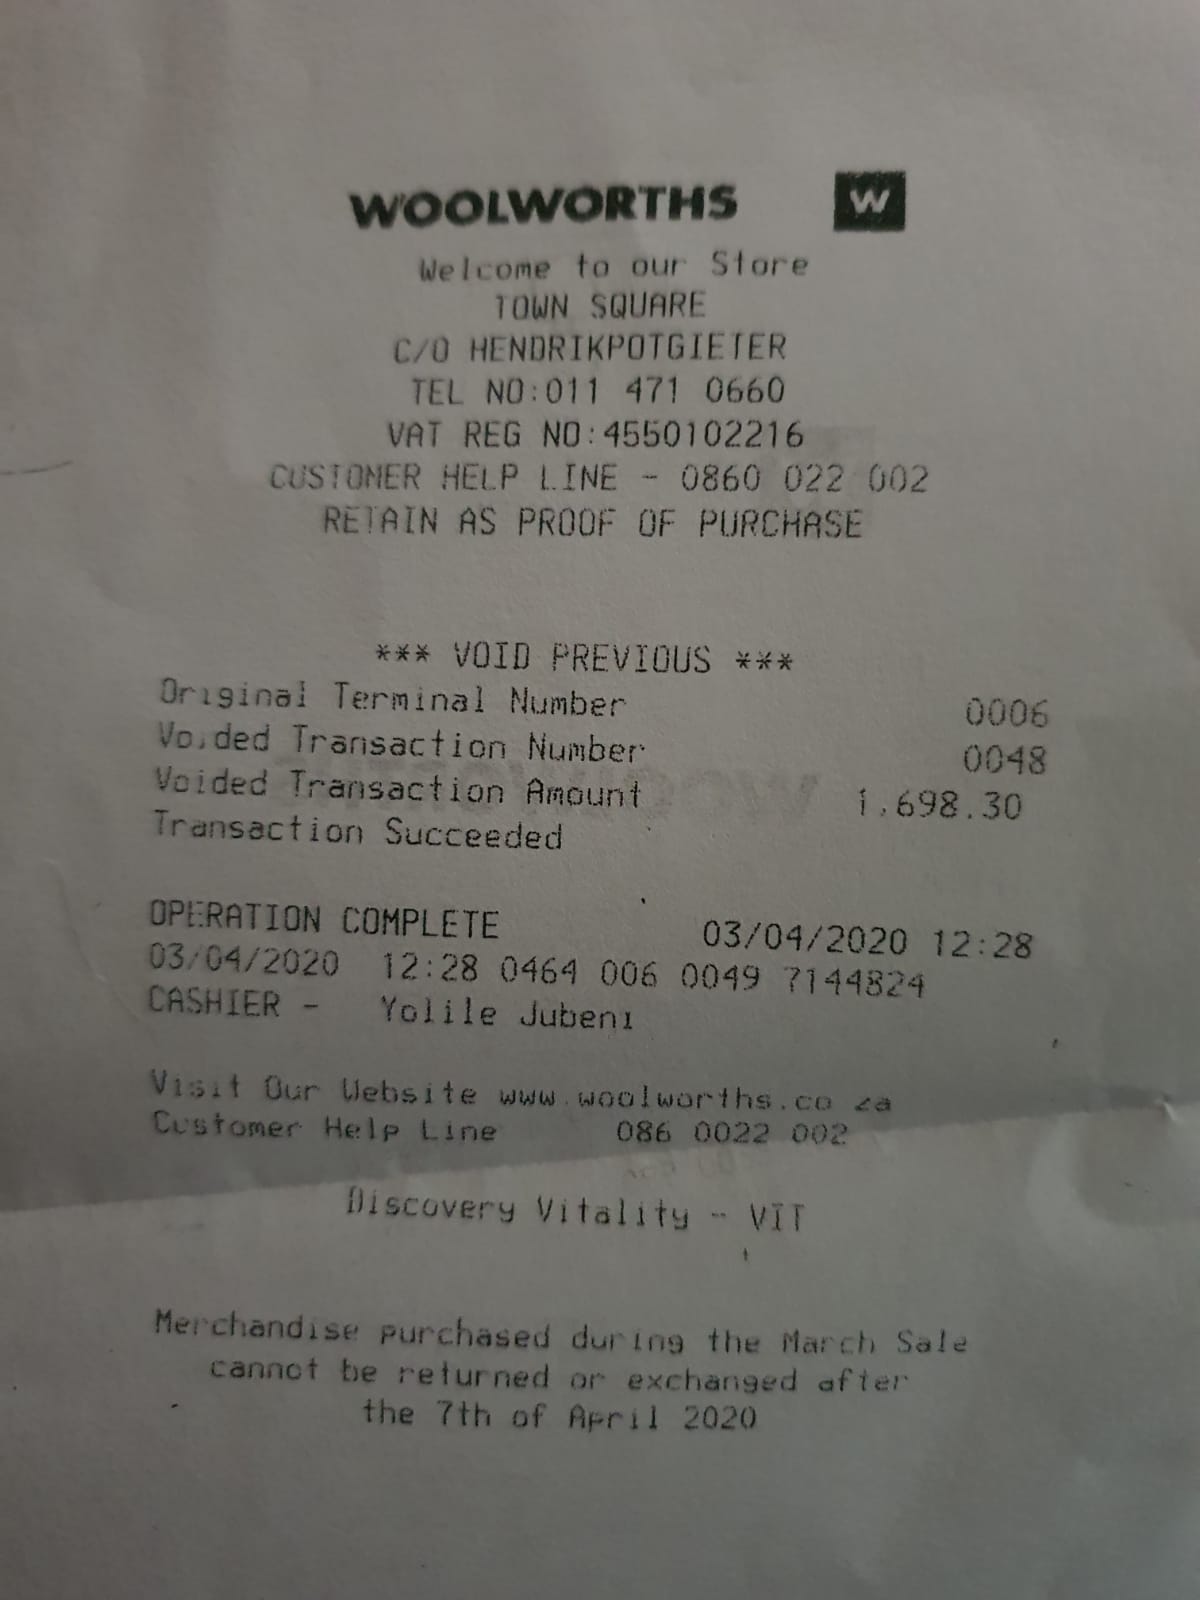 WOOLWORTHS W
Welcome to our Store
TOWN SQUARE
C/O HENDRIKPOTGIETER
TEL NO:011 471 0660
VAT REG NO:4550102216
CUSTOMER HELP LINE - 0860 022 002
RETAIN AS PROOF OF PURCHASE
*** VOID PREVIOUS ***
Original Terminal Number 0006
Voided Transaction Number 0048
Voided Transaction Amount 1,698.30
Transaction Succeeded
OPERATION COMPLETE 03/04/2020 12:28
03/04/2020 12:28 0464 006 0049 7144824
CASHIER - Yolile Jubeni
Visit Our Website www.woolworths.co za
Customer Help Line 086 0022 002
Discovery Vitality - VIT
Merchandise purchased during the March Sale
cannot be returned or exchanged after
the 7th of April 2020